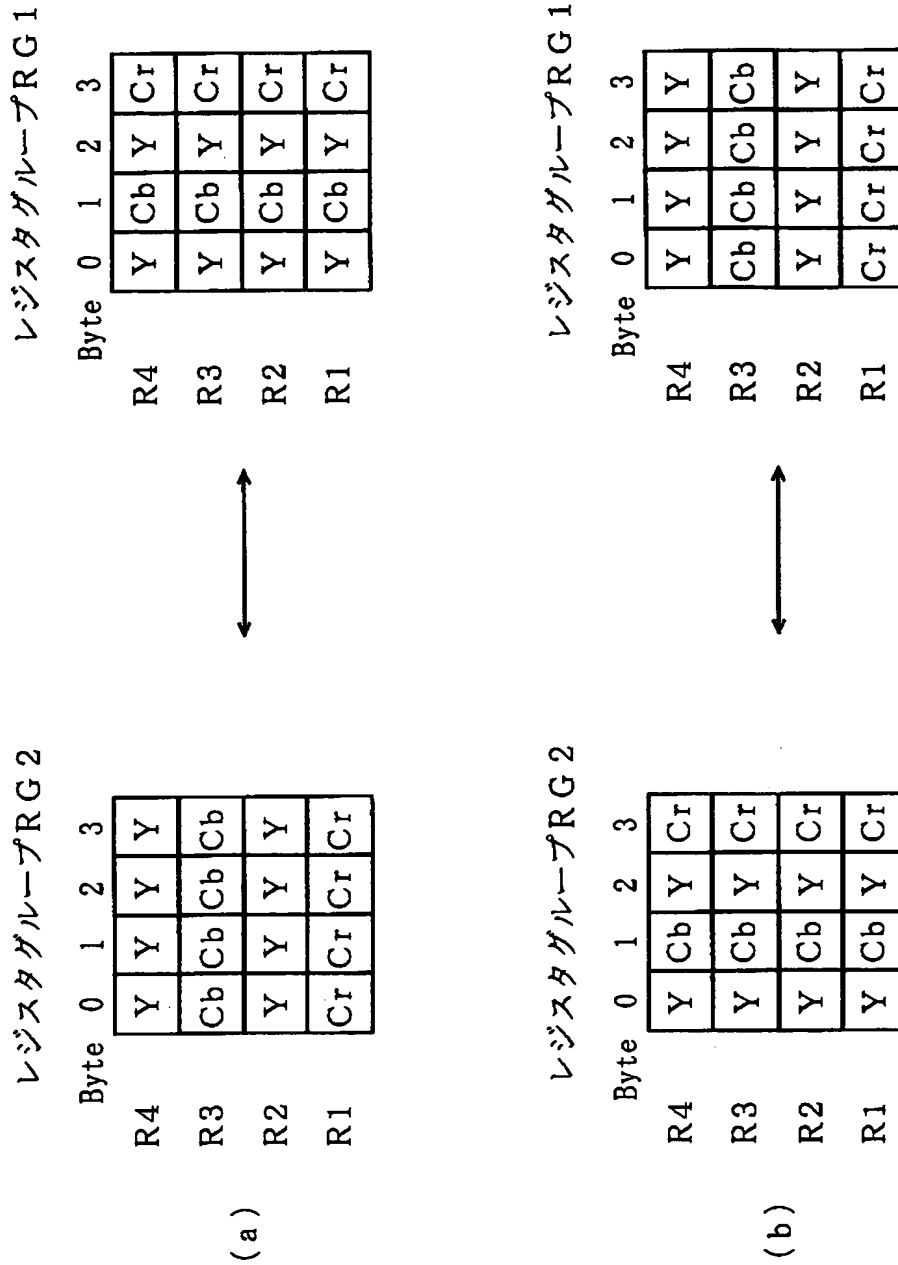 (a)
レジスタグループRG2
Byte 0 1 2 3
R4 Y Y Y Y
R3 Cb Cb Cb Cb
R2 Y Y Y Y
R1 Cr Cr Cr Cr
レジスタグループRG1
Byte 0 1 2 3
R4 Y Cb Y Cr
R3 Y Cb Y Cr
R2 Y Cb Y Cr
R1 Y Cb Y Cr
(b)
レジスタグループRG2
Byte 0 1 2 3
R4 Y Cb Y Cr
R3 Y Cb Y Cr
R2 Y Cb Y Cr
R1 Y Cb Y Cr
レジスタグループRG1
Byte 0 1 2 3
R4 Y Y Y Y
R3 Cb Cb Cb Cb
R2 Y Y Y Y
R1 Cr Cr Cr Cr